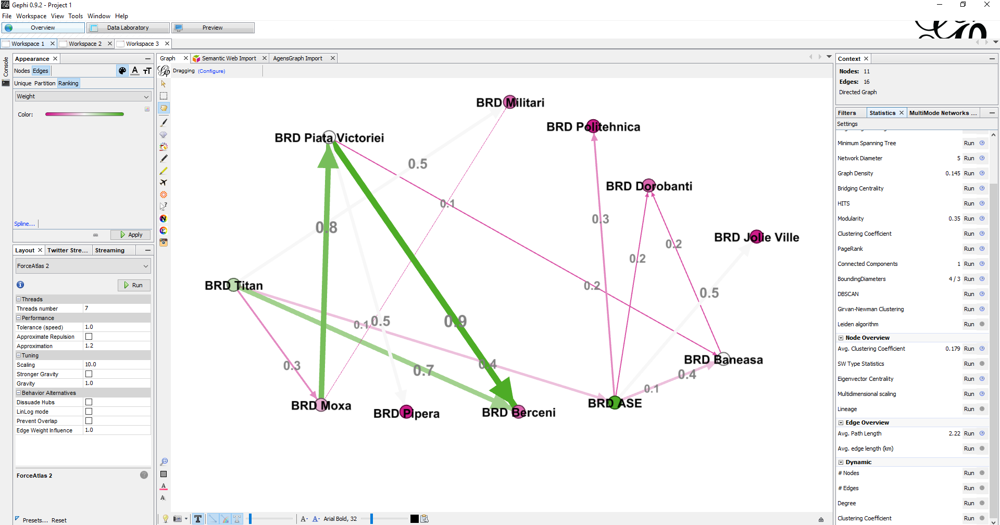 Gephi 0.9.2 - Project 1
File Workspace View Tools Window Help
Overview Data Laboratory Preview
Workspace 1 Workspace 2 Workspace 3
Console
Appearance
Nodes Edges
Unique Partition Ranking
Weight
Color:
Spline...
Apply
Layout Twitter Stre... Streaming
ForceAtlas 2
Run
Threads
Threads number 7
Performance
Tolerance (speed) 1.0
Approximate Repulsion
Approximation 1.2
Tuning
Scaling 10.0
Stronger Gravity
Gravity 1.0
Behavior Alternatives
Dissuade Hubs
LinLog mode
Prevent Overlap
Edge Weight Influence 1.0
ForceAtlas 2
Presets... Reset
Graph Semantic Web Import AgensGraph Import
Dragging (Configure)
BRD Militari
BRD Politehnica
BRD Piata Victoriei
0.5
BRD Dorobanti
0.1
0.3
0.8
BRD Jolie Ville
0.2
0.2
BRD Titan
0.2
0.5
0.1
0.5
0.9
BRD Baneasa
0.3
0.4
0.7
0.4
0.1
BRD Moxa
BRD Pipera
BRD Berceni
BRD ASE
Arial Bold, 32
Context
Nodes: 11
Edges: 16
Directed Graph
Filters Statistics MultiMode Networks ...
Settings
Minimum Spanning Tree Run
Network Diameter 5 Run
Graph Density 0.145 Run
Bridging Centrality Run
HITS Run
Modularity 0.35 Run
Clustering Coefficient Run
PageRank Run
Connected Components 1 Run
BoundingDiameters 4 / 3 Run
DBSCAN Run
Girvan-Newman Clustering Run
Leiden algorithm Run
Node Overview
Avg. Clustering Coefficient 0.179 Run
SW Type Statistics Run
Eigenvector Centrality Run
Multidimensional scaling Run
Lineage Run
Edge Overview
Avg. Path Length 2.22 Run
Avg. edge length (km) Run
Dynamic
# Nodes Run
# Edges Run
Degree Run
Clustering Coefficient Run